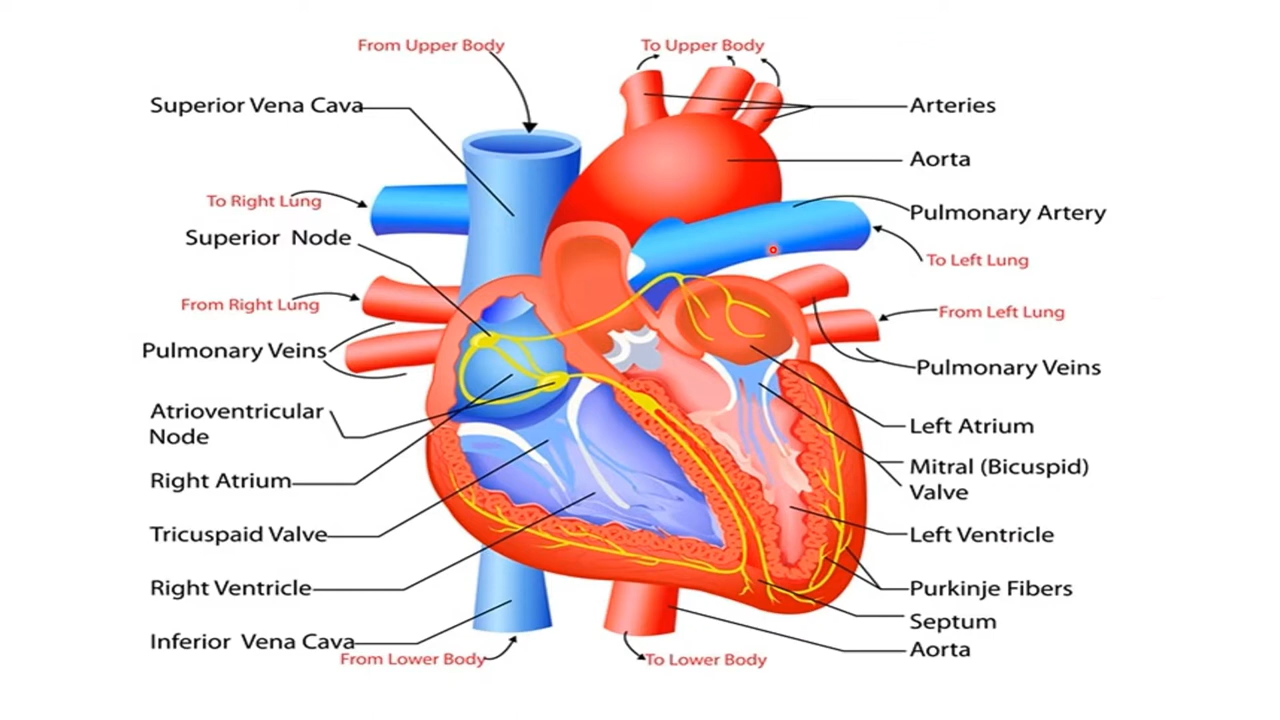 From Upper Body
To Upper Body
Superior Vena Cava
Arteries
Aorta
To Right Lung
Pulmonary Artery
Superior Node
To Left Lung
From Right Lung
From Left Lung
Pulmonary Veins
Pulmonary Veins
Atrioventricular
Node
Left Atrium
Right Atrium
Mitral (Bicuspid)
Valve
Tricuspaid Valve
Left Ventricle
Right Ventricle
Purkinje Fibers
Septum
Inferior Vena Cava
Aorta
From Lower Body
To Lower Body